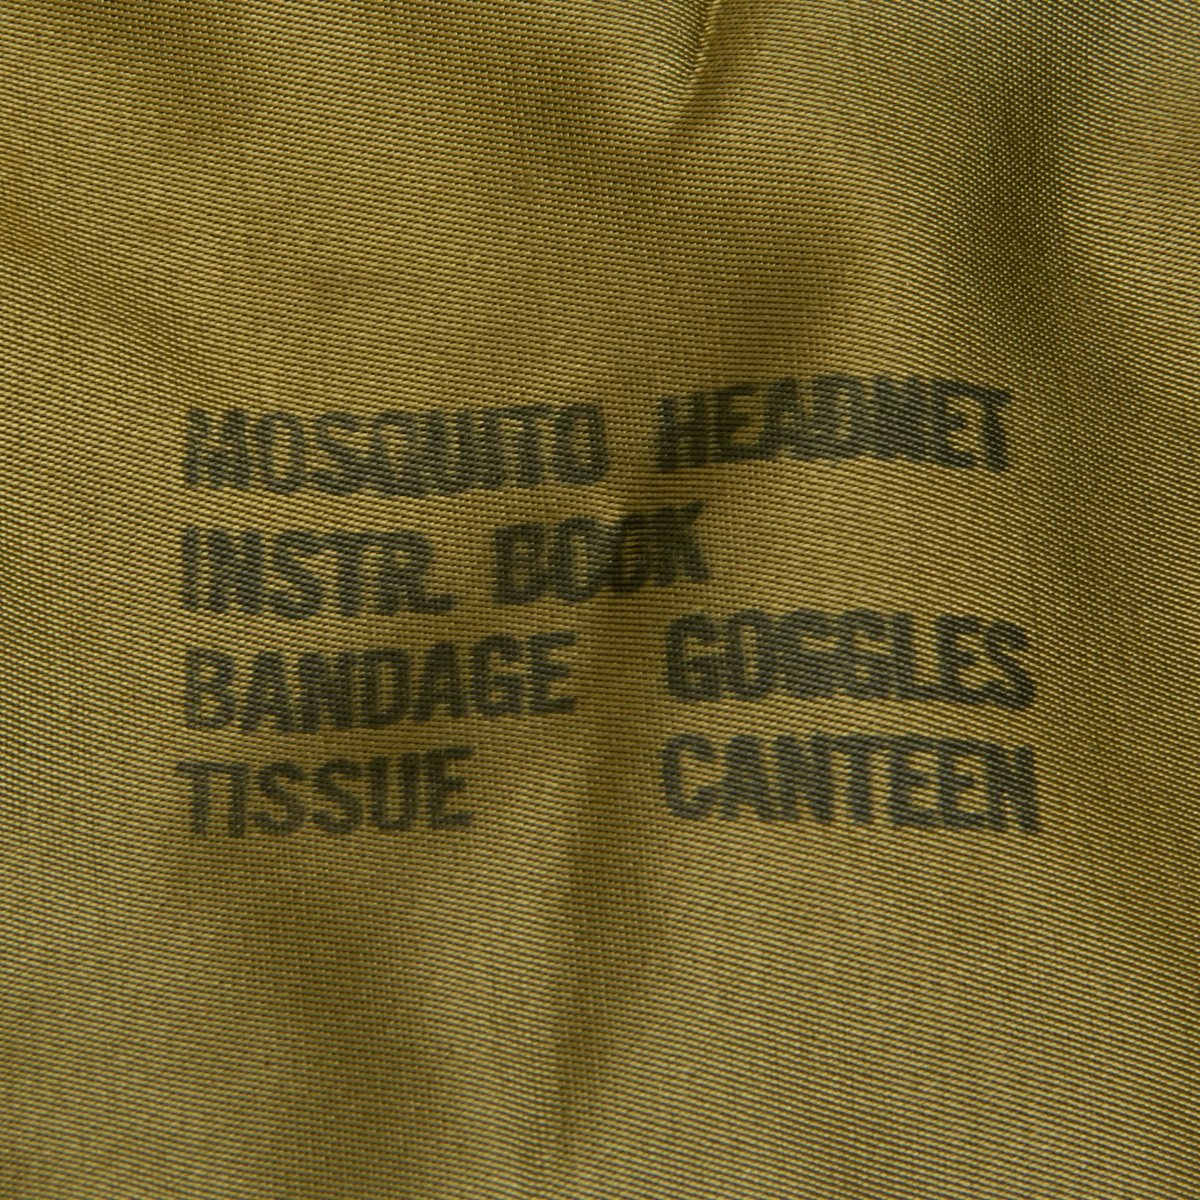 MOSQUITO HEADNET
INSTR. BOOK
BANDAGE GOGGLES
TISSUE CANTEEN